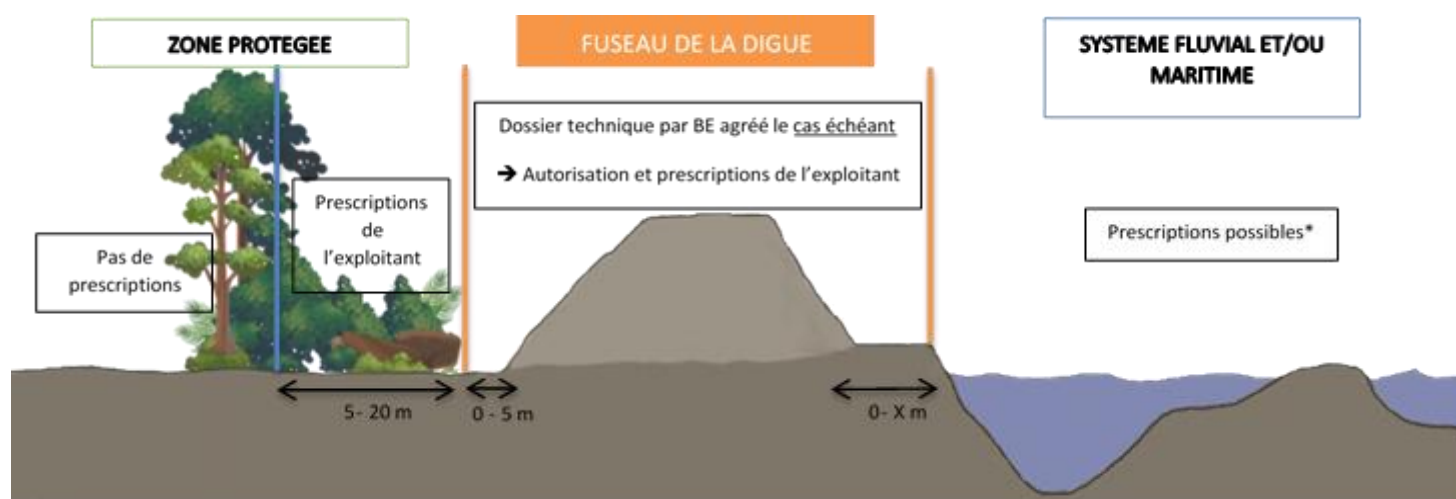 ZONE PROTEGEE
FUSEAU DE LA DIGUE
SYSTEME FLUVIAL ET/OU
MARITIME
Dossier technique par BE agréé le cas échéant
➔ Autorisation et prescriptions de l'exploitant
Prescriptions
de
l'exploitant
Pas de
prescriptions
Prescriptions possibles*
5- 20 m
0 - 5 m
0- X m